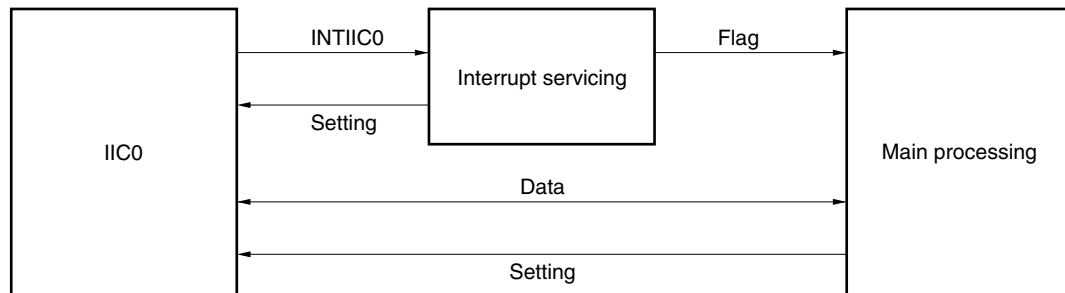 INTIIC0
Flag
Interrupt servicing
Setting
IIC0
Main processing
Data
Setting